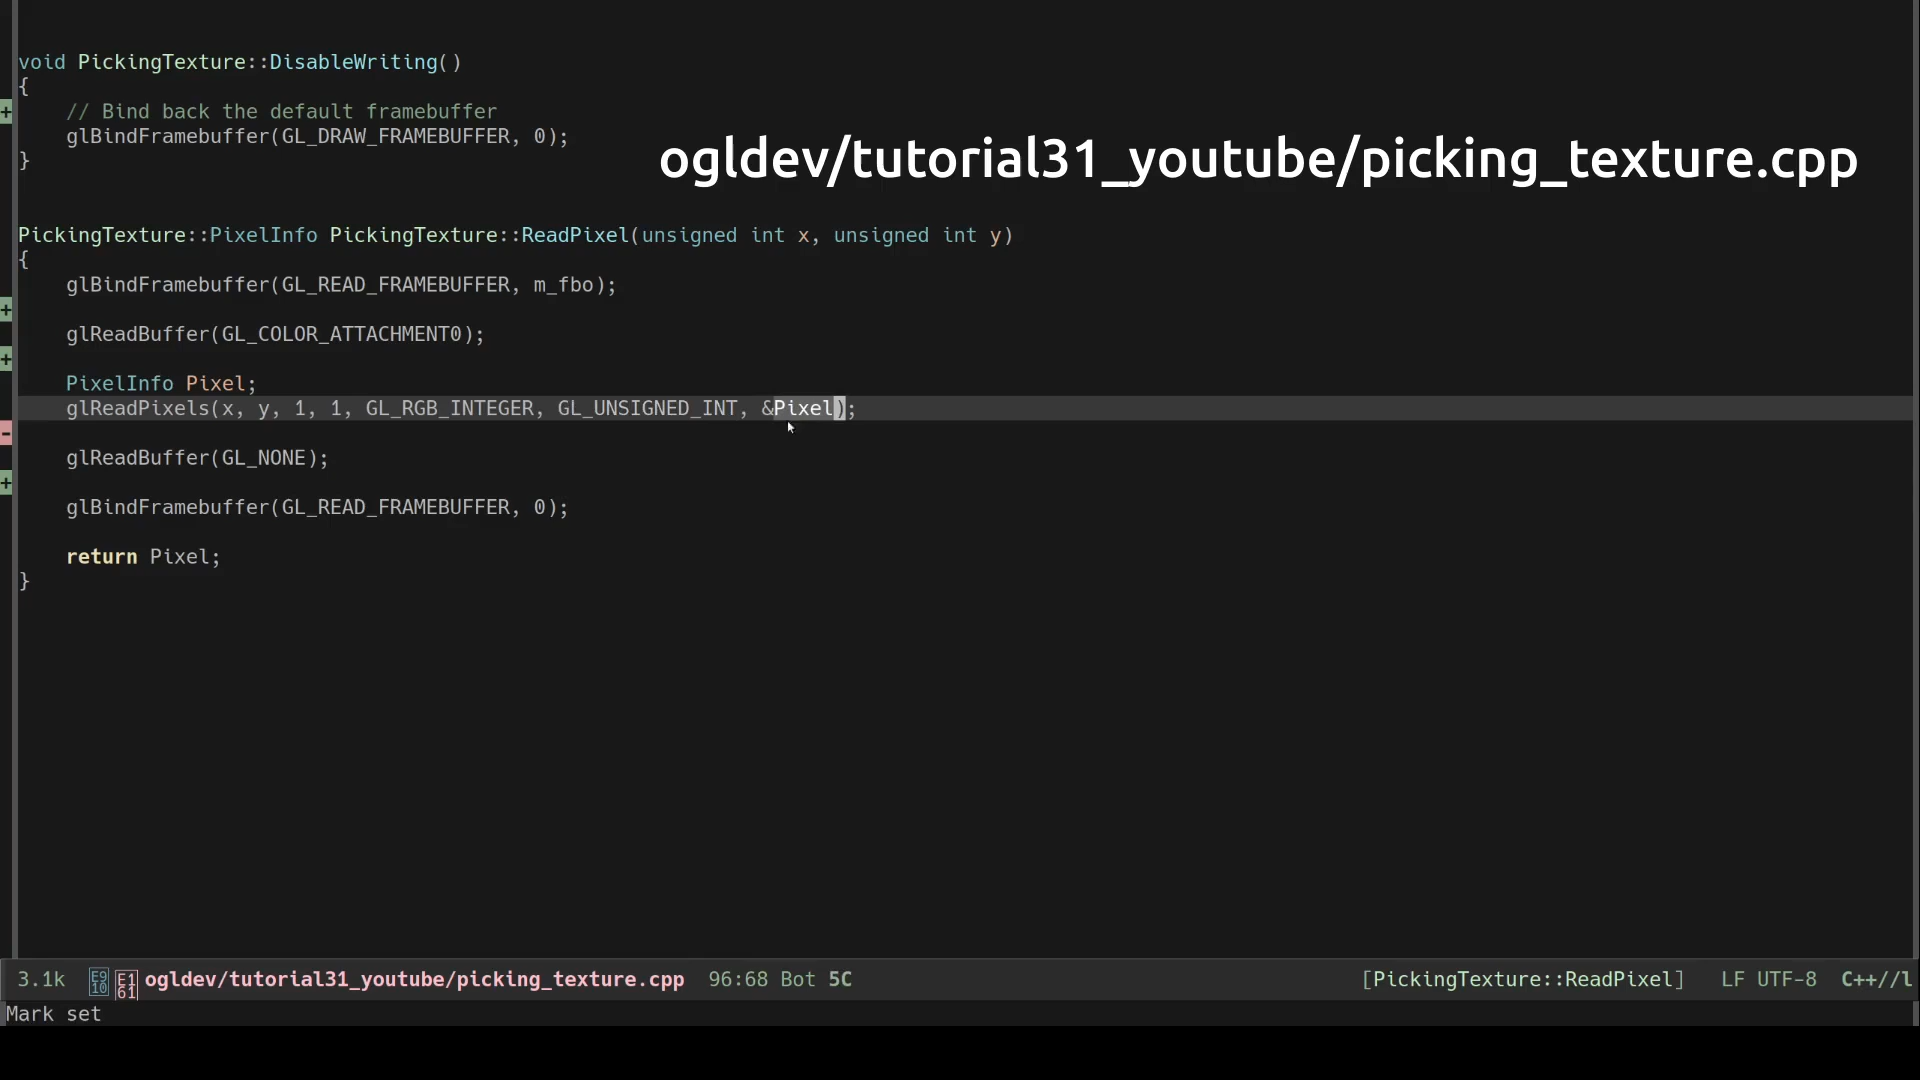 void PickingTexture::DisableWriting()
{
+ // Bind back the default framebuffer
glBindFramebuffer(GL_DRAW_FRAMEBUFFER, 0);
}
ogldev/tutorial31_youtube/picking_texture.cpp
PickingTexture::PixelInfo PickingTexture::ReadPixel(unsigned int x, unsigned int y)
{
glBindFramebuffer(GL_READ_FRAMEBUFFER, m_fbo);
+
glReadBuffer(GL_COLOR_ATTACHMENT0);
+
PixelInfo Pixel;
glReadPixels(x, y, 1, 1, GL_RGB_INTEGER, GL_UNSIGNED_INT, &Pixel);
-
glReadBuffer(GL_NONE);
+
glBindFramebuffer(GL_READ_FRAMEBUFFER, 0);
return Pixel;
}
3.1k E910 E161 ogldev/tutorial31_youtube/picking_texture.cpp 96:68 Bot 5C [PickingTexture::ReadPixel] LF UTF-8 C++//l
Mark set